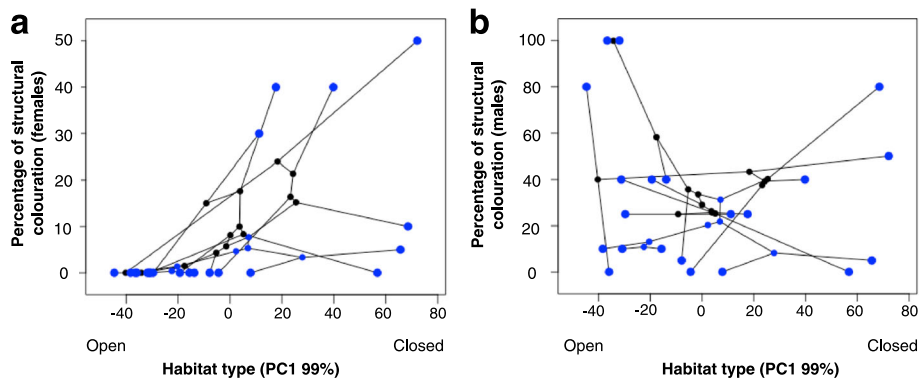 a
Percentage of structural
colouration (females)
50
40
30
20
10
0
-40
-20
0
20
40
60
80
Open
Closed
Habitat type (PC1 99%)
b
Percentage of structural
colouration (males)
100
80
60
40
20
0
-40
-20
0
20
40
60
80
Open
Closed
Habitat type (PC1 99%)